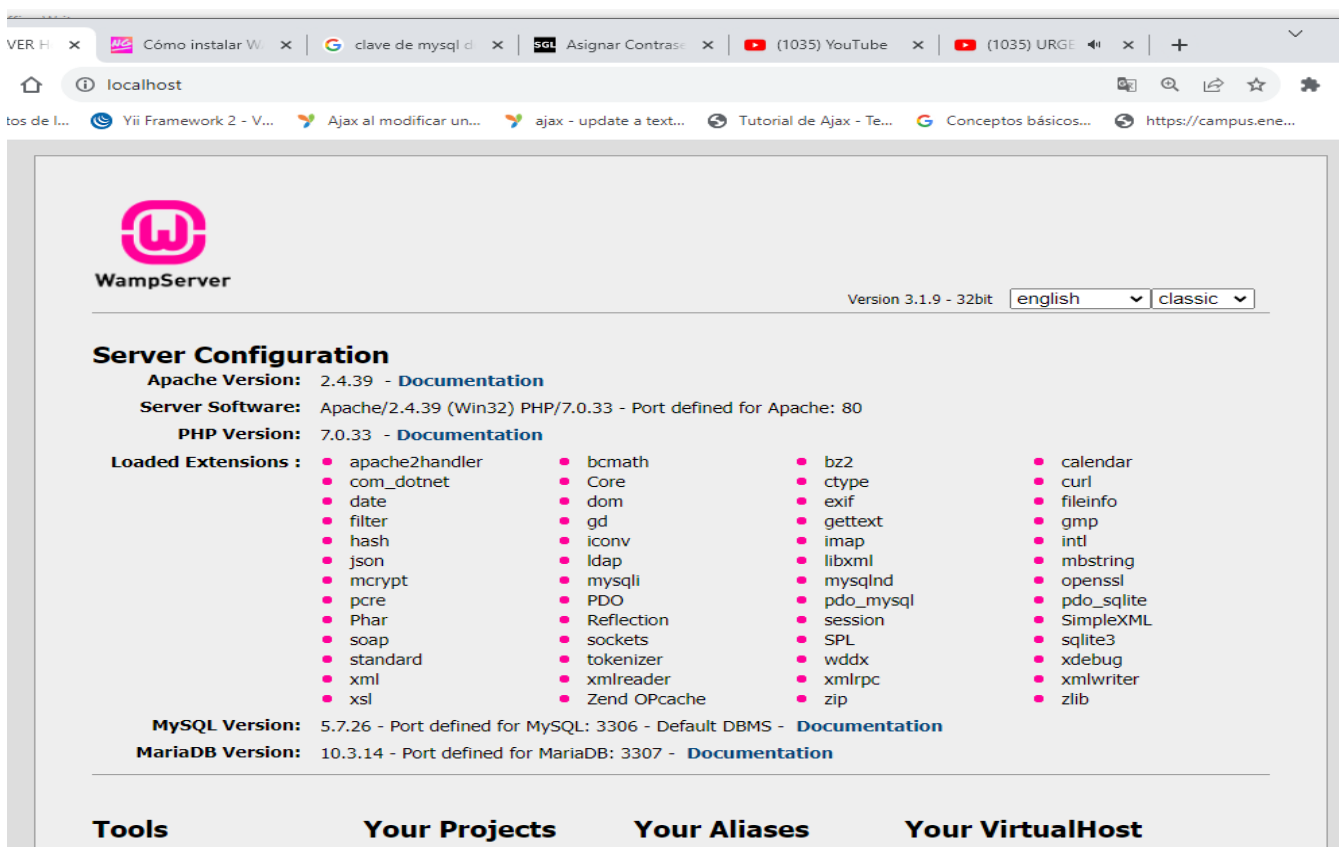 VER H
Cómo instalar W
clave de mysql d
SGL Asignar Contrase
(1035) YouTube
(1035) URGE
localhost
tos de l...
Yii Framework 2 - V...
Ajax al modificar un...
ajax - update a text...
Tutorial de Ajax - Te...
Conceptos básicos...
https://campus.ene...
WampServer
Version 3.1.9 - 32bit english classic
Server Configuration
Apache Version: 2.4.39 - Documentation
Server Software: Apache/2.4.39 (Win32) PHP/7.0.33 - Port defined for Apache: 80
PHP Version: 7.0.33 - Documentation
Loaded Extensions : apache2handler bcmath bz2 calendar
com_dotnet Core ctype curl
date dom exif fileinfo
filter gd gettext gmp
hash iconv imap intl
json ldap libxml mbstring
mcrypt mysqli mysqlnd openssl
pcre PDO pdo_mysql pdo_sqlite
Phar Reflection session SimpleXML
soap sockets SPL sqlite3
standard tokenizer wddx xdebug
xml xmlreader xmlrpc xmlwriter
xsl Zend OPcache zip zlib
MySQL Version: 5.7.26 - Port defined for MySQL: 3306 - Default DBMS - Documentation
MariaDB Version: 10.3.14 - Port defined for MariaDB: 3307 - Documentation
Tools Your Projects Your Aliases Your VirtualHost